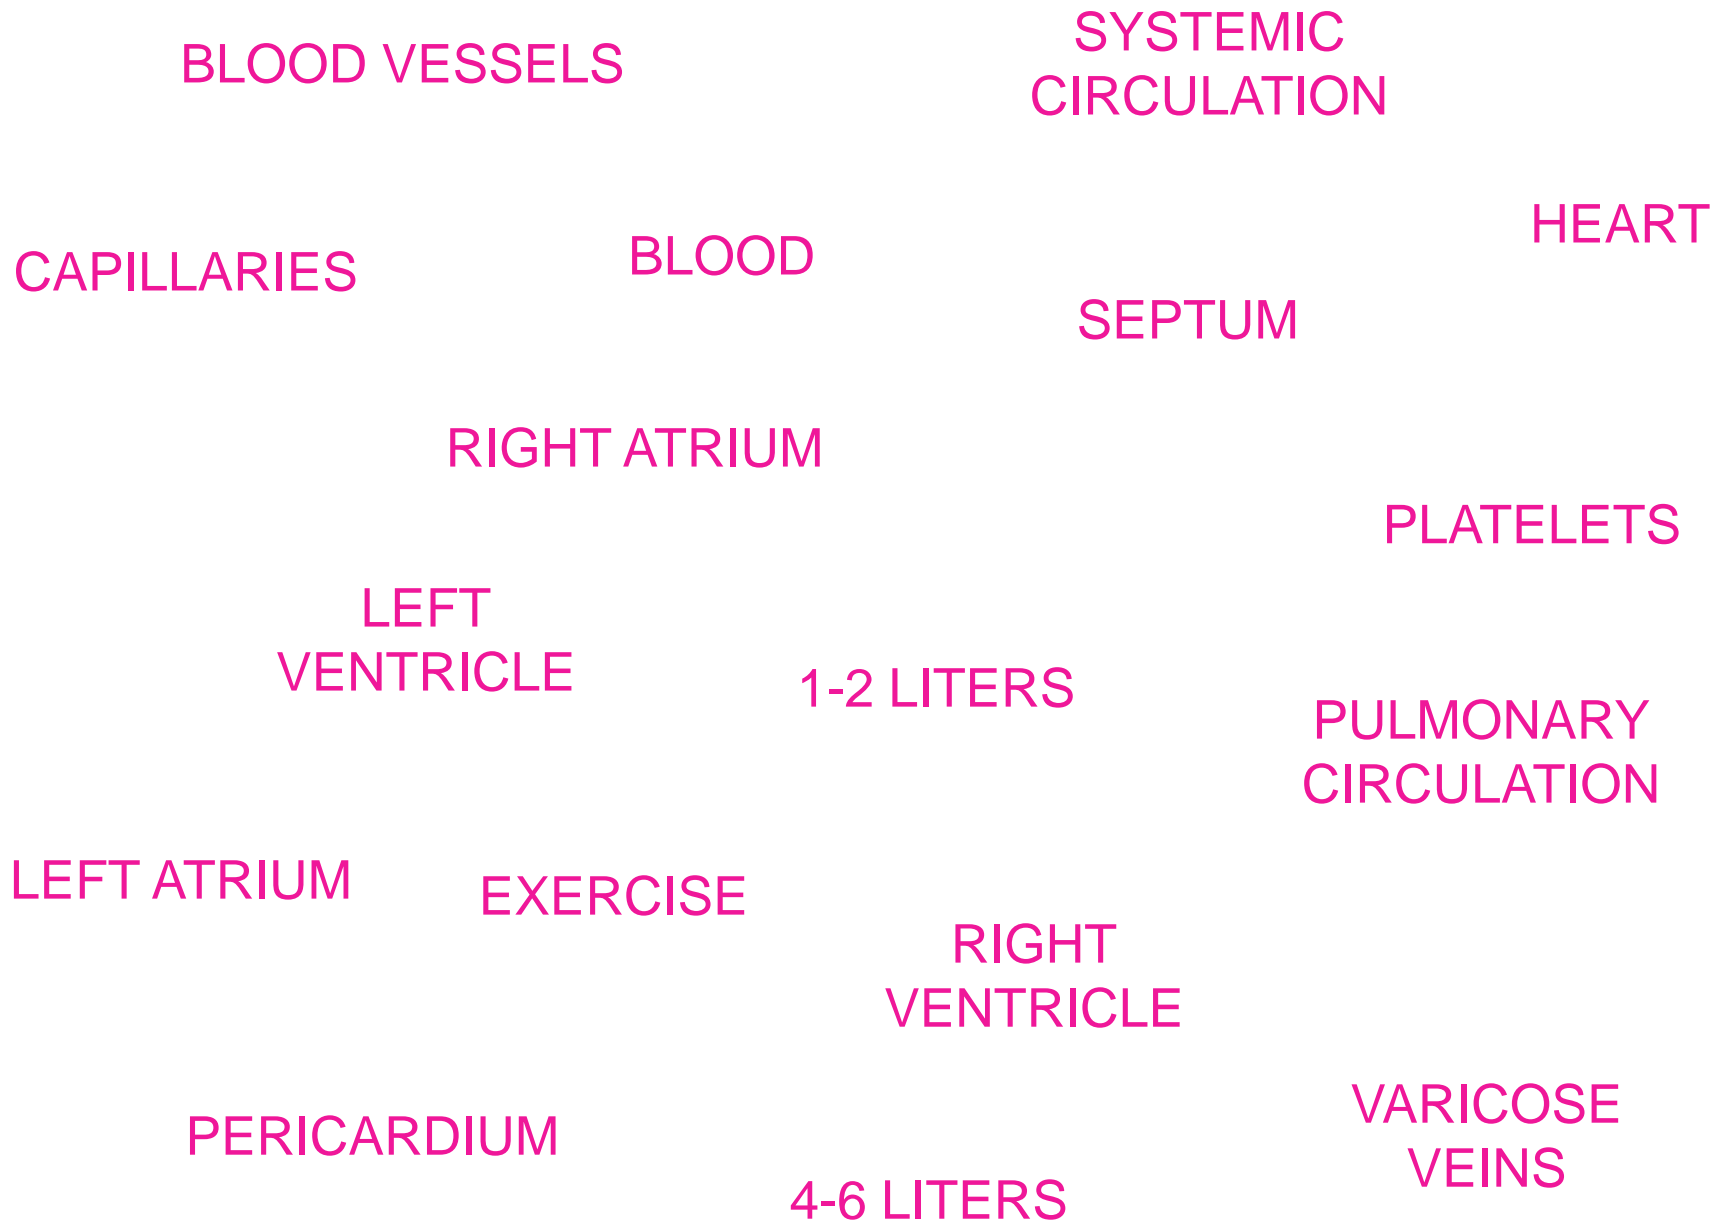 BLOOD VESSELS
SYSTEMIC
CIRCULATION
HEART
CAPILLARIES
BLOOD
SEPTUM
RIGHT ATRIUM
PLATELETS
LEFT
VENTRICLE
1-2 LITERS
PULMONARY
CIRCULATION
LEFT ATRIUM
EXERCISE
RIGHT
VENTRICLE
PERICARDIUM
VARICOSE
VEINS
4-6 LITERS